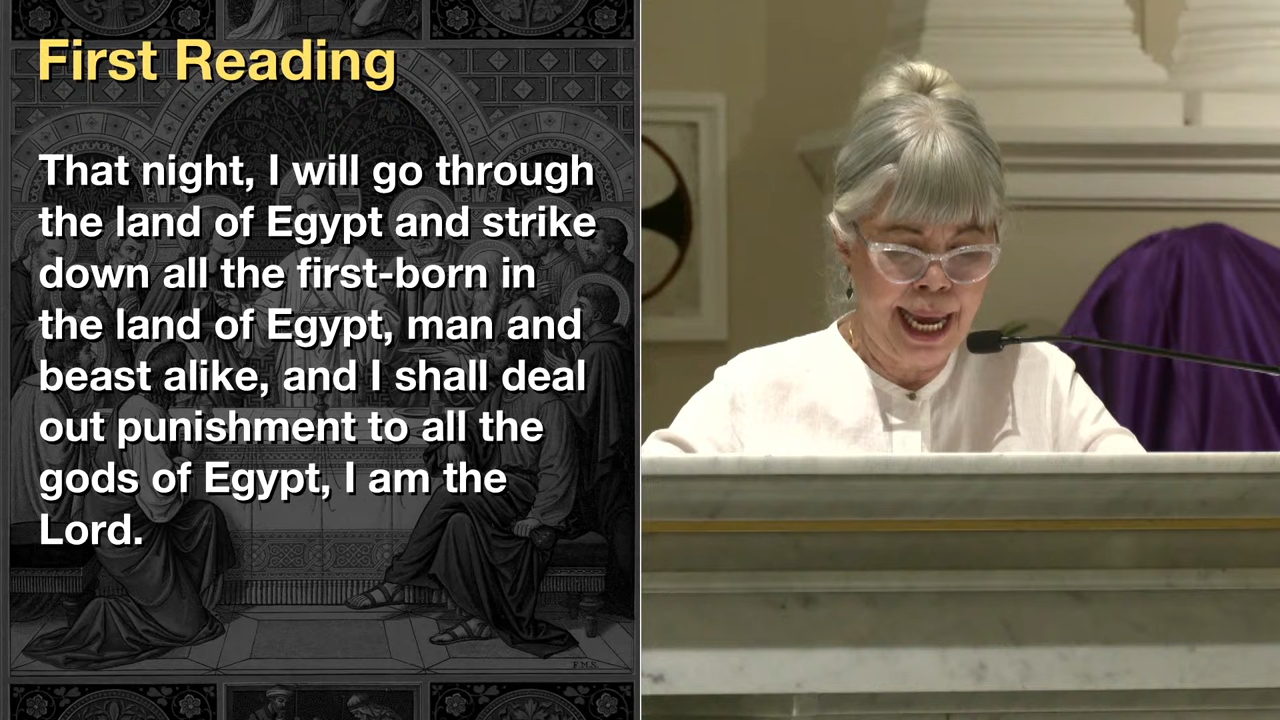 First Reading
That night, I will go through
the land of Egypt and strike
down all the first-born in
the land of Egypt, man and
beast alike, and I shall deal
out punishment to all the
gods of Egypt, I am the
Lord.
F.M.S.